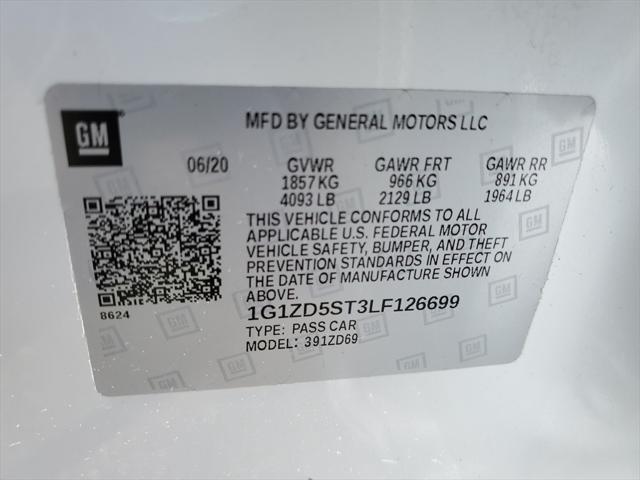 GM
MFD BY GENERAL MOTORS LLC
06/20 GVWR GAWR FRT GAWR RR
1857 KG 966 KG 891 KG
4093 LB 2129 LB 1964 LB
THIS VEHICLE CONFORMS TO ALL
APPLICABLE U.S. FEDERAL MOTOR
VEHICLE SAFETY, BUMPER, AND THEFT
PREVENTION STANDARDS IN EFFECT ON
THE DATE OF MANUFACTURE SHOWN
ABOVE.
8624
1G1ZD5ST3LF126699
TYPE: PASS CAR
MODEL: 391ZD69